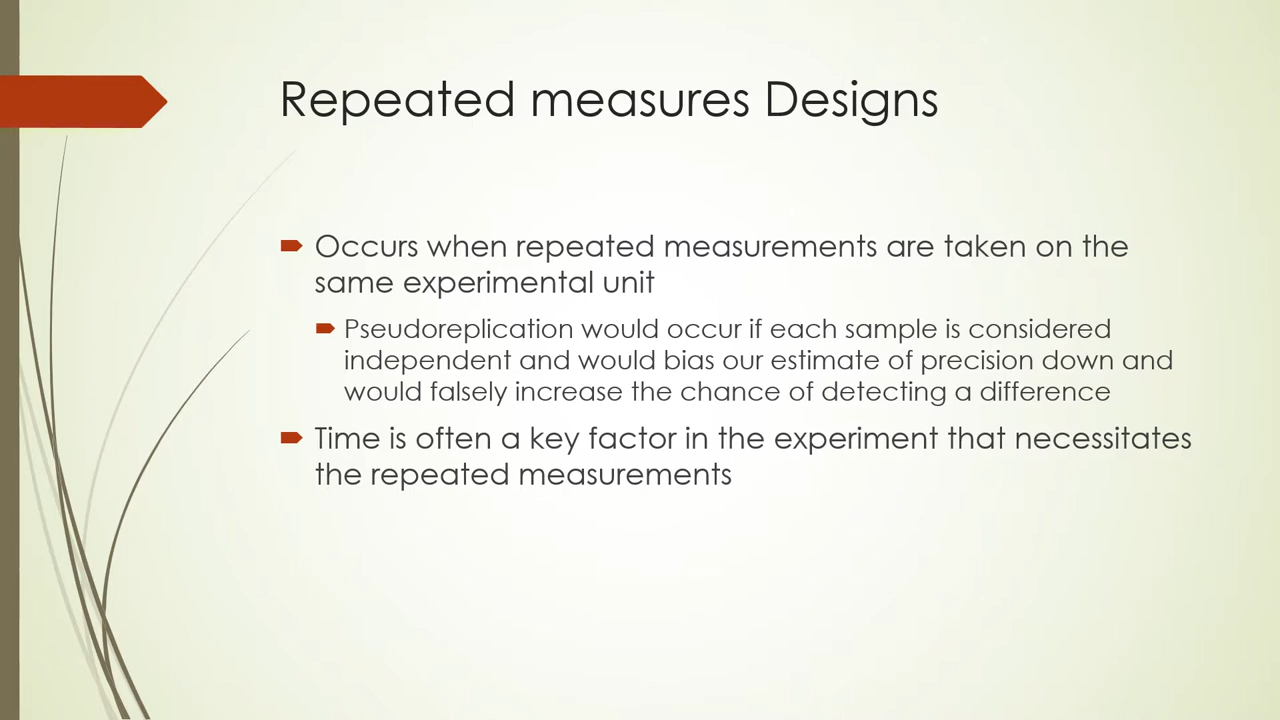 Repeated measures Designs
Occurs when repeated measurements are taken on the
same experimental unit
Pseudoreplication would occur if each sample is considered
independent and would bias our estimate of precision down and
would falsely increase the chance of detecting a difference
Time is often a key factor in the experiment that necessitates
the repeated measurements